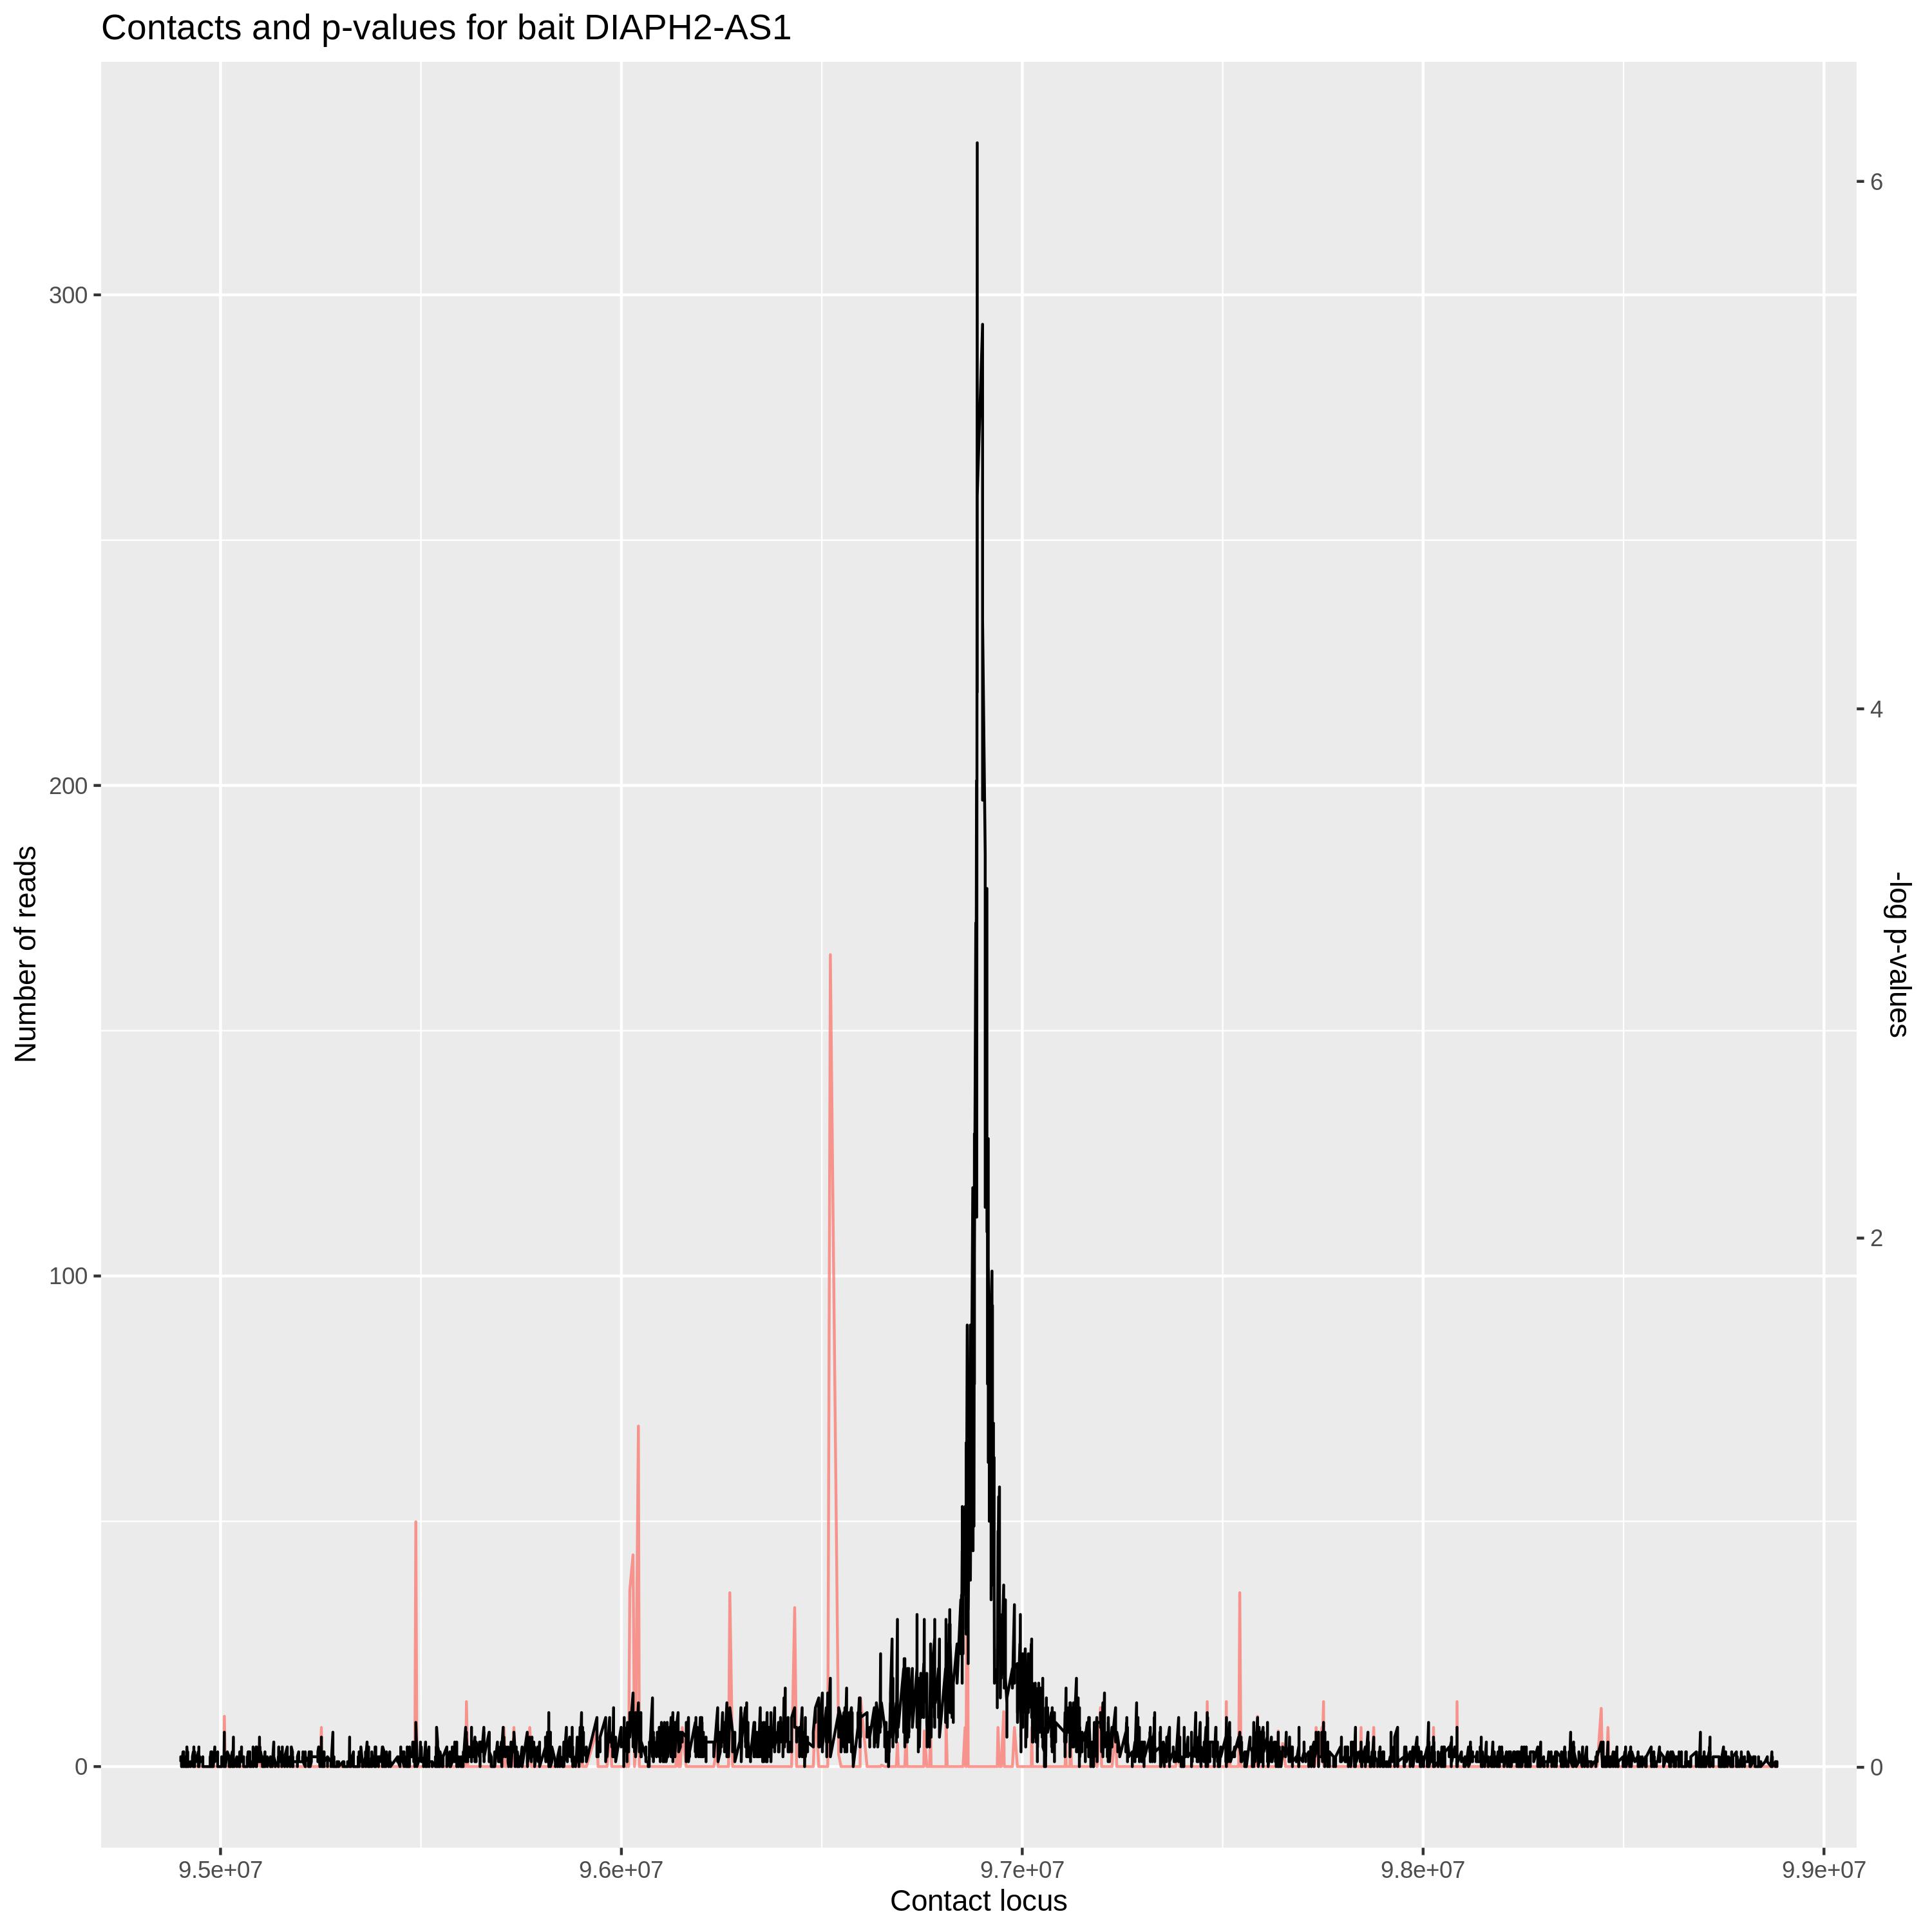 Contacts and p-values for bait DIAPH2-AS1
Number of reads
300
200
100
0
6
4
2
0
-log p-values
9.5e+07
9.6e+07
9.7e+07
9.8e+07
9.9e+07
Contact locus